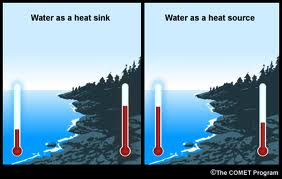 Water as a heat sink
Water as a heat source
©The COMET Program